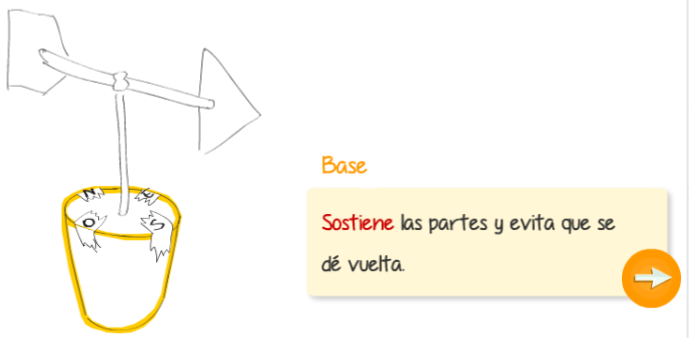 Base
Sostiene las partes y evita que se
dé vuelta.
N E
O S